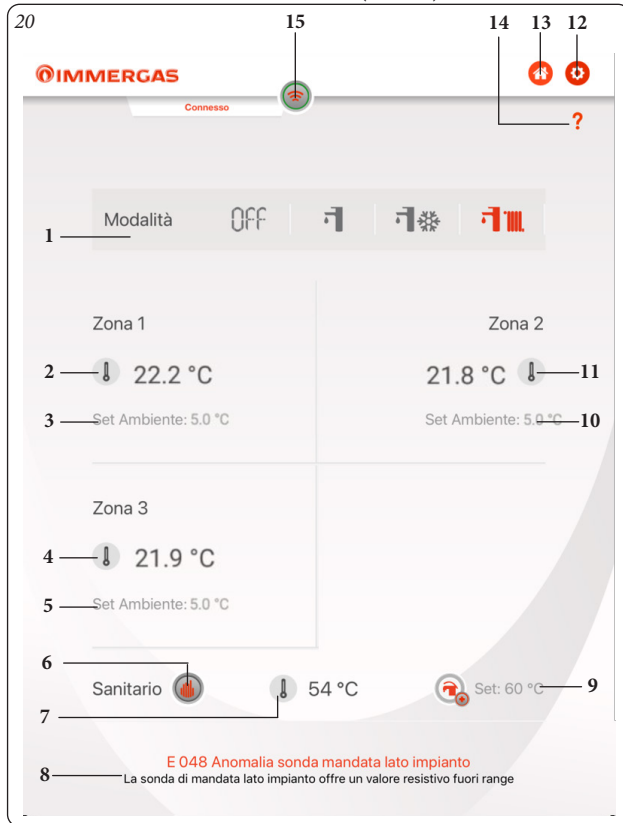 20
15
14 13 12
IMMERGAS
Connesso
?
1
Modalità OFF
Zona 1 Zona 2
2 22.2 °C 21.8 °C 11
3 Set Ambiente: 5.0 °C Set Ambiente: 5.0 °C 10
Zona 3
4 21.9 °C
5 Set Ambiente: 5.0 °C
6
Sanitario 54 °C Set: 60 °C 9
7
E 048 Anomalia sonda mandata lato impianto
8 La sonda di mandata lato impianto offre un valore resistivo fuori range